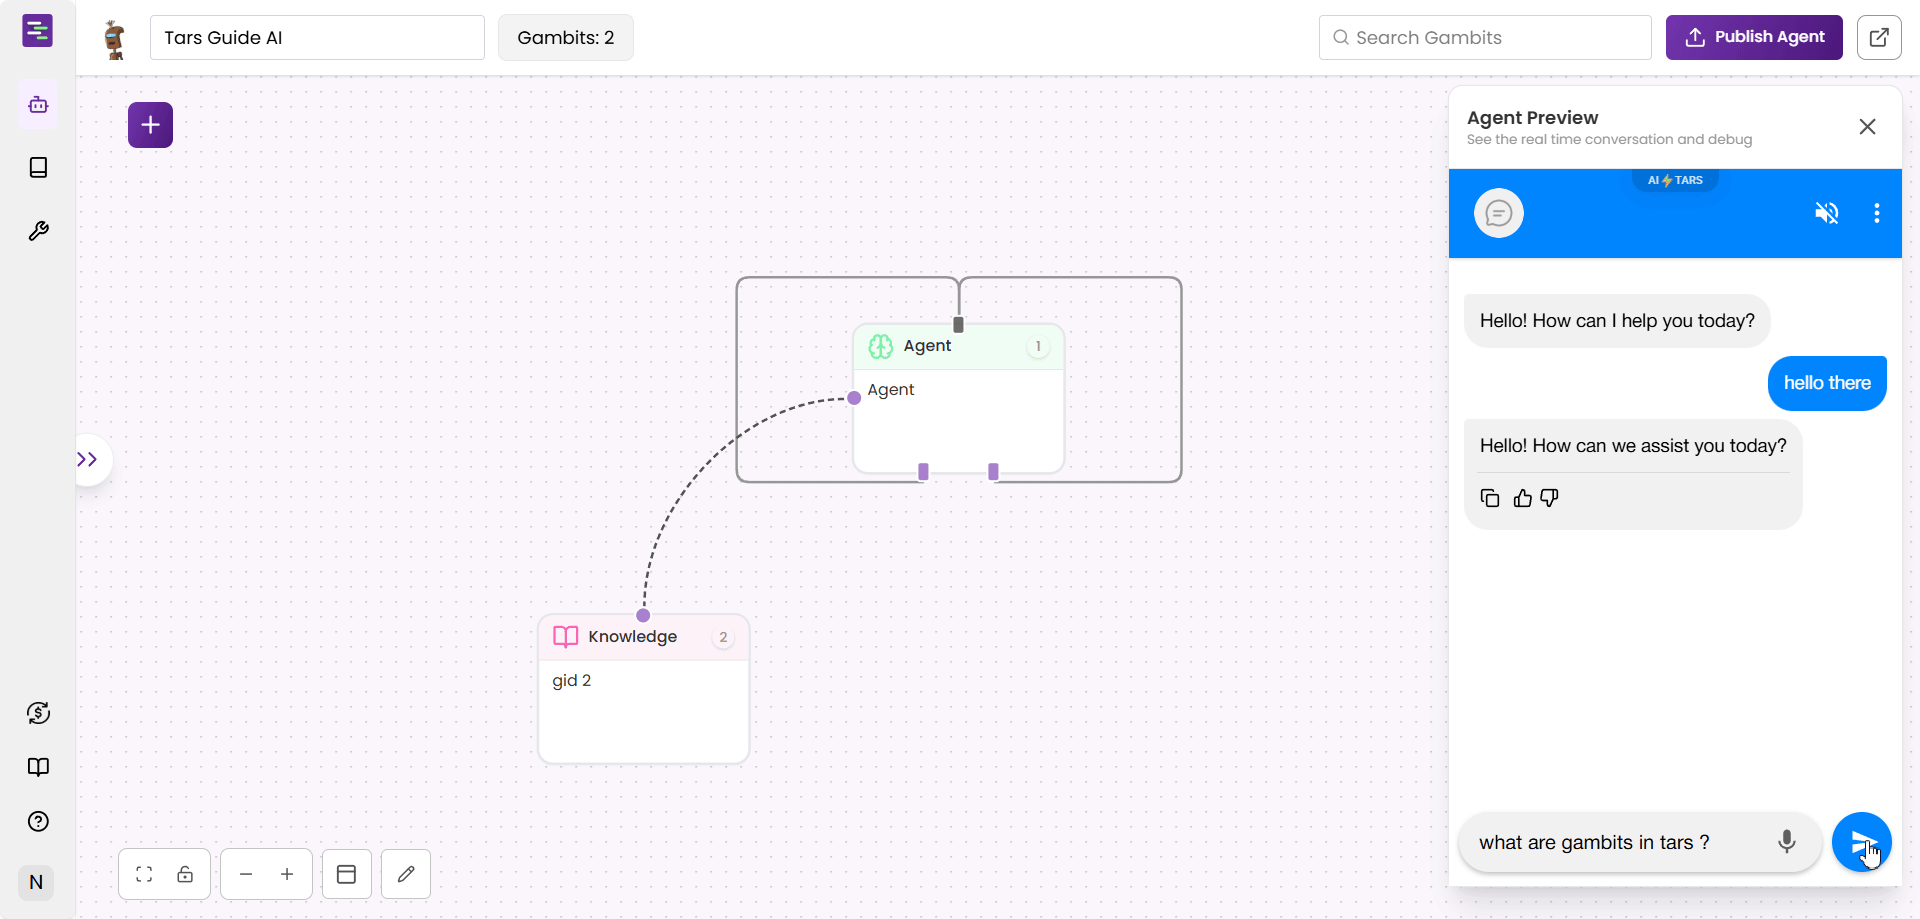 Tars Guide AI
Gambits: 2
Search Gambits
Publish Agent
Agent Preview
See the real time conversation and debug
AI⚡TARS
Hello! How can I help you today?
hello there
Hello! How can we assist you today?
Agent
1
Agent
Knowledge
2
gid 2
what are gambits in tars ?
N